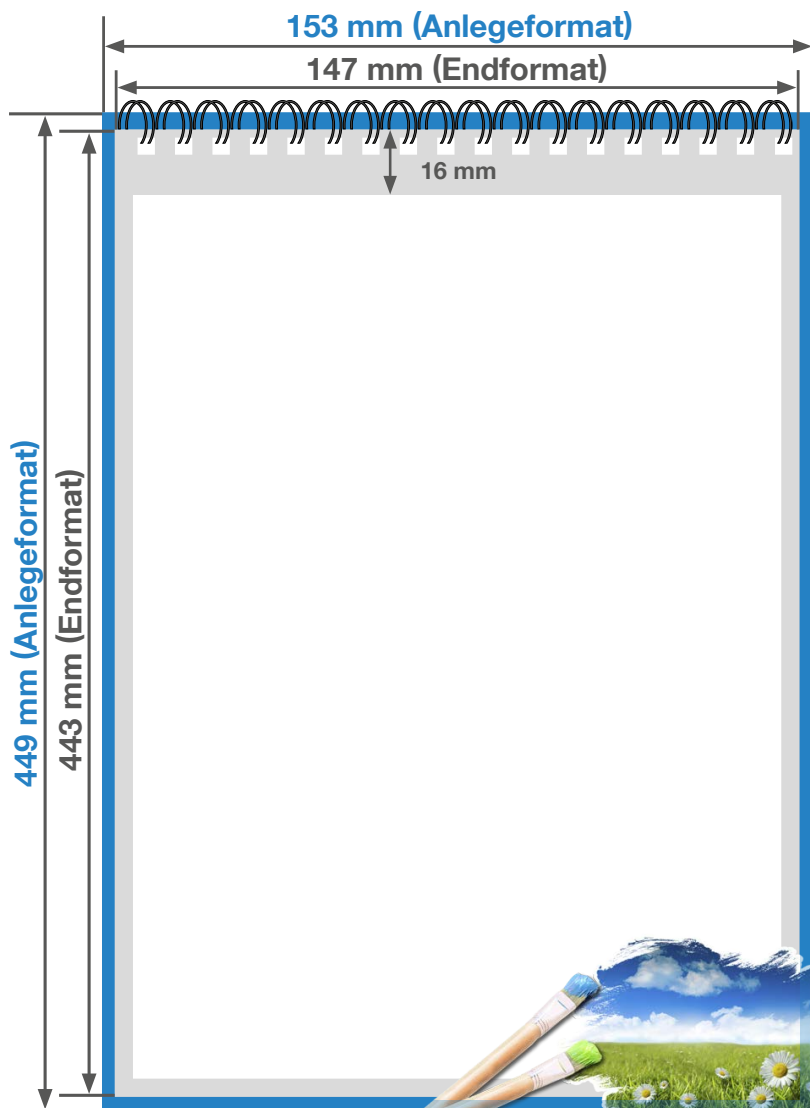 153 mm (Anlegeformat)
147 mm (Endformat)
16 mm
449 mm (Anlegeformat)
443 mm (Endformat)